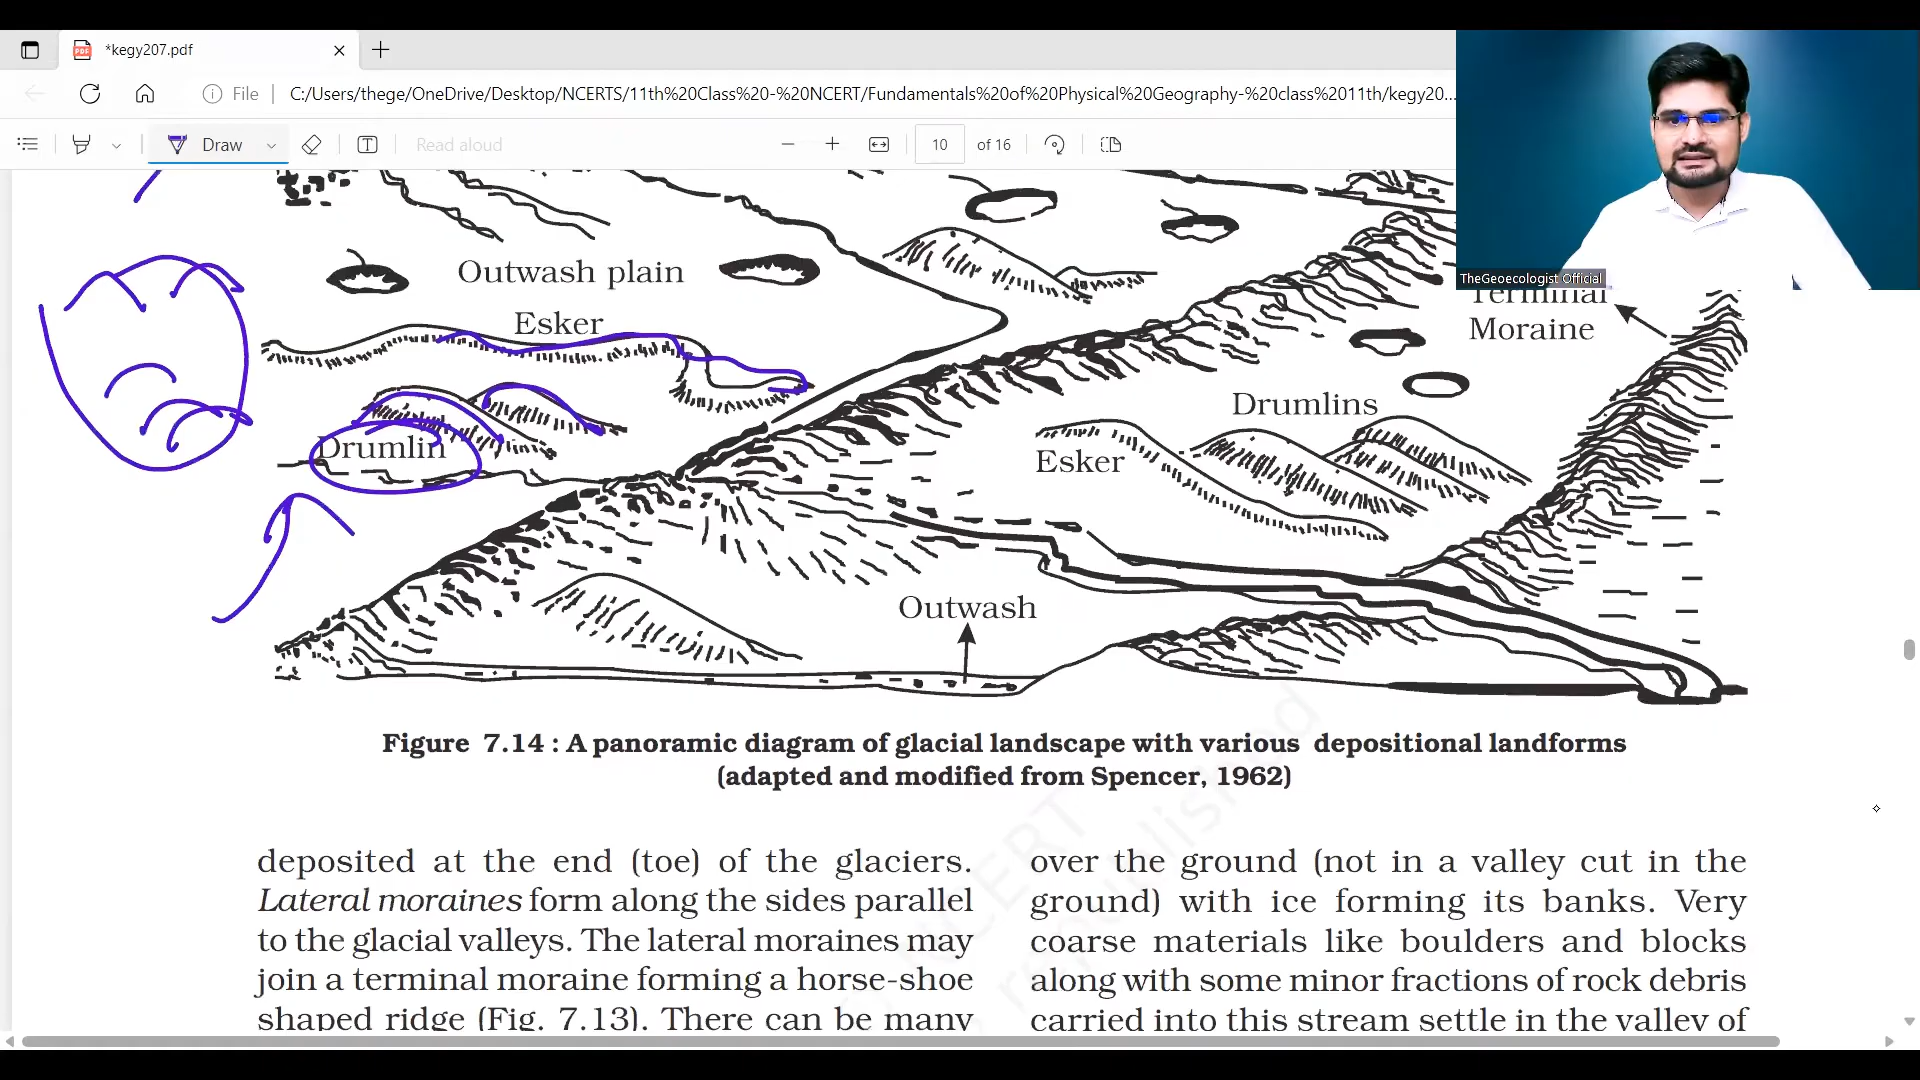 *kegy207.pdf
File
C:/Users/thege/OneDrive/Desktop/NCERTS/11th%20Class%20-%20NCERT/Fundamentals%20of%20Physical%20Geography-%20class%2011th/kegy20...
Draw
Read aloud
10 of 16
TheGeoecologist Official
Outwash plain
Esker
Terminal
Moraine
Drumlins
Drumlin
Esker
Outwash
Figure 7.14 : A panoramic diagram of glacial landscape with various depositional landforms
(adapted and modified from Spencer, 1962)
deposited at the end (toe) of the glaciers.
Lateral moraines form along the sides parallel
to the glacial valleys. The lateral moraines may
join a terminal moraine forming a horse-shoe
shaped ridge (Fig. 7.13). There can be many
over the ground (not in a valley cut in the
ground) with ice forming its banks. Very
coarse materials like boulders and blocks
along with some minor fractions of rock debris
carried into this stream settle in the valley of